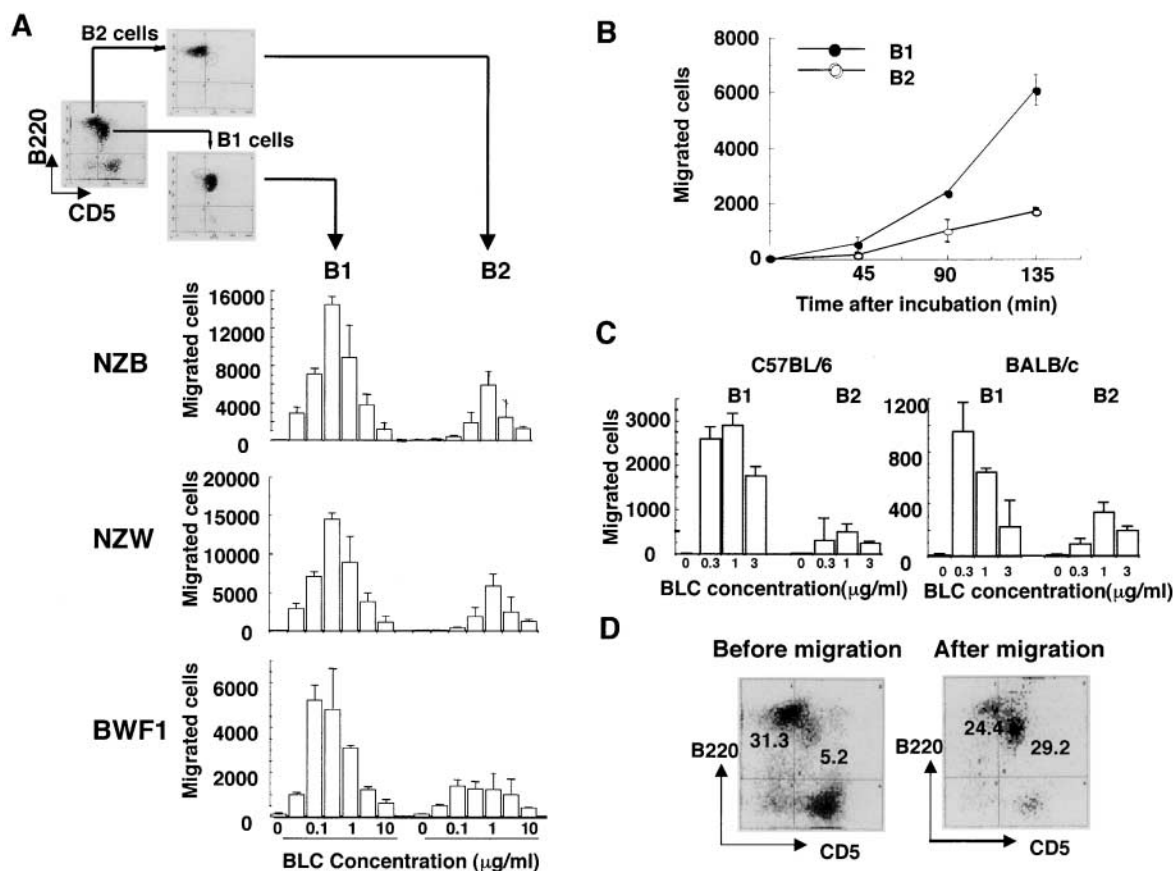 A
B2 cells
B220
CD5
B1 cells
B1
B2
NZB
Migrated cells
16000
12000
8000
4000
0
NZW
Migrated cells
20000
15000
10000
5000
0
BWF1
Migrated cells
6000
4000
2000
0
0 0.1 1 10 0 0.1 1 10
BLC Concentration (μg/ml)
B
Migrated cells
8000
6000
4000
2000
0
B1
B2
45 90 135
Time after incubation (min)
C
C57BL/6
B1 B2
Migrated cells
3000
2000
1000
0
0 0.3 1 3 0 0.3 1 3
BLC concentration(μg/ml)
BALB/c
B1 B2
1200
800
400
0
0 0.3 1 3 0 0.3 1 3
BLC concentration(μg/ml)
D
Before migration
After migration
B220
31.3
5.2
CD5
B220
24.4
29.2
CD5